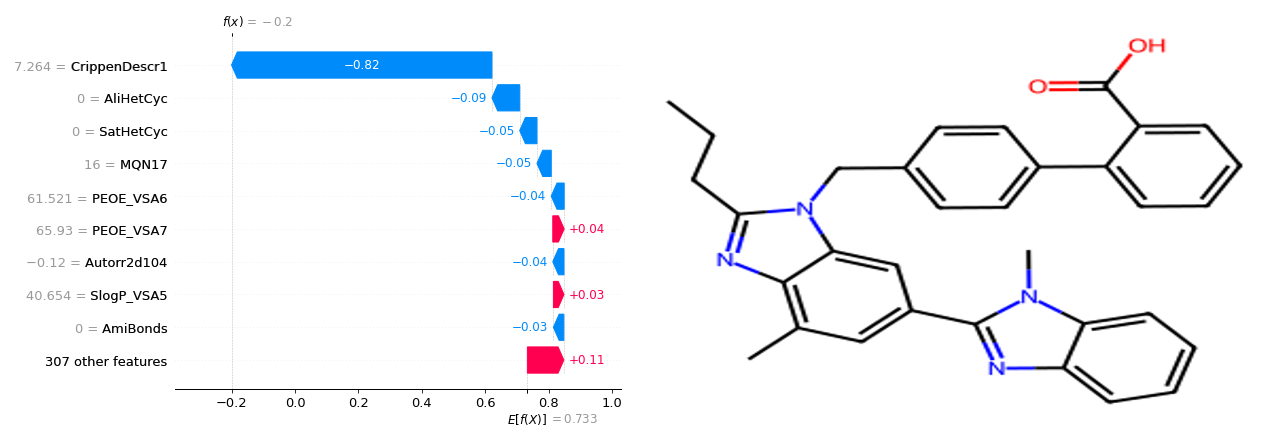 f(x) = −0.2
7.264 = CrippenDescr1
−0.82
0 = AliHetCyc
−0.09
0 = SatHetCyc
−0.05
16 = MQN17
−0.05
61.521 = PEOE_VSA6
−0.04
65.93 = PEOE_VSA7
+0.04
−0.12 = Autorr2d104
−0.04
40.654 = SlogP_VSA5
+0.03
0 = AmiBonds
−0.03
307 other features
+0.11
−0.2 0.0 0.2 0.4 0.6 0.8 1.0
E[f(X)] = 0.733
OH
O
N
N
N
N